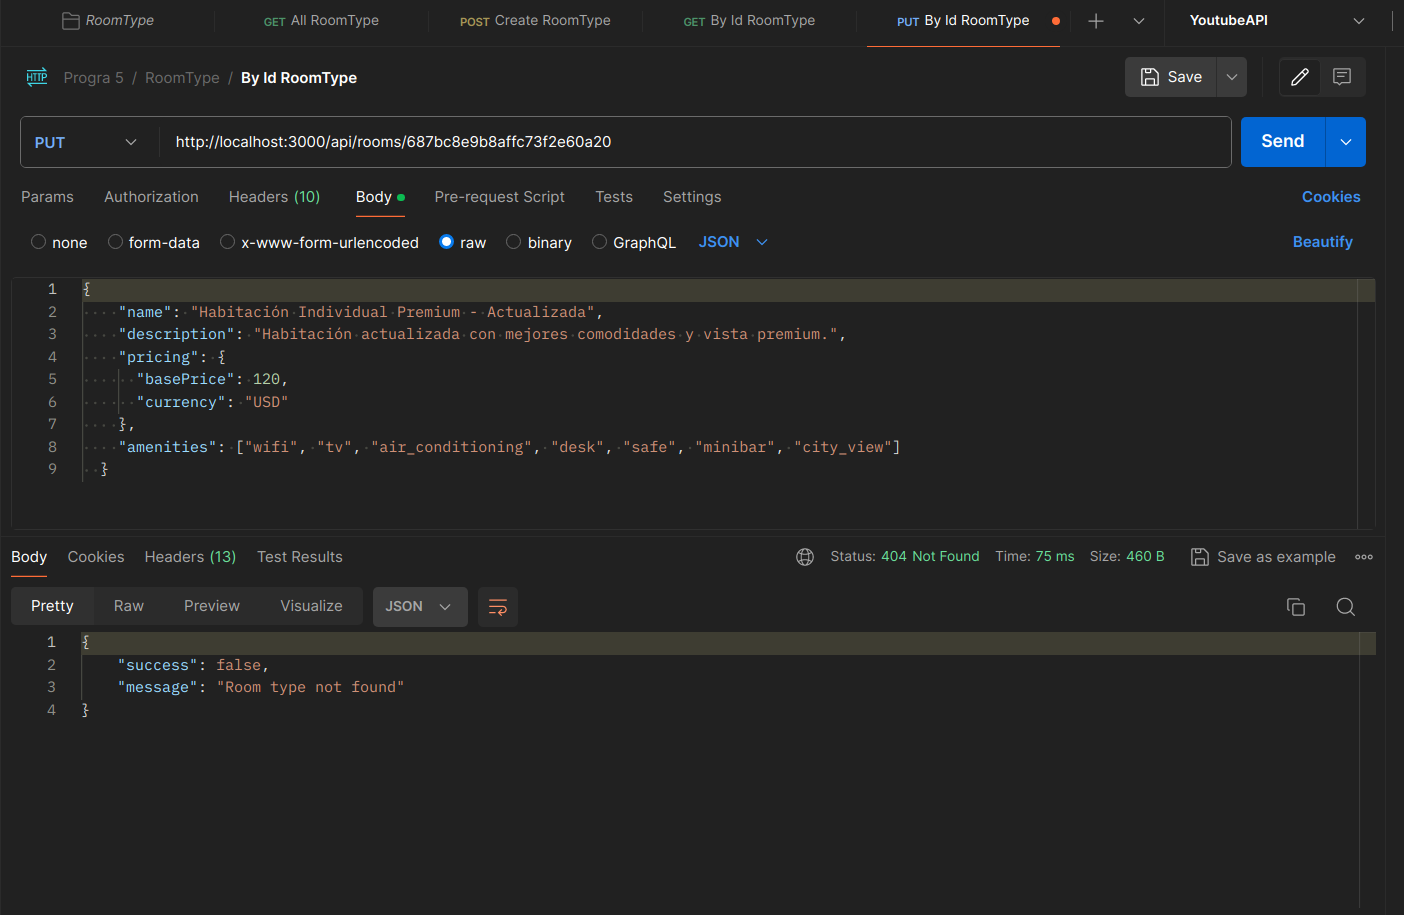 RoomType
GET All RoomType
POST Create RoomType
GET By Id RoomType
PUT By Id RoomType
YoutubeAPI
HTTP Progra 5 / RoomType / By Id RoomType
Save
PUT http://localhost:3000/api/rooms/687bc8e9b8affc73f2e60a20
Send
Params Authorization Headers (10) Body Pre-request Script Tests Settings Cookies
none form-data x-www-form-urlencoded raw binary GraphQL JSON Beautify
1 {
2 "name": "Habitación Individual Premium - Actualizada",
3 "description": "Habitación actualizada con mejores comodidades y vista premium.",
4 "pricing": {
5 "basePrice": 120,
6 "currency": "USD"
7 },
8 "amenities": ["wifi", "tv", "air_conditioning", "desk", "safe", "minibar", "city_view"]
9 }
Body Cookies Headers (13) Test Results Status: 404 Not Found Time: 75 ms Size: 460 B Save as example
Pretty Raw Preview Visualize JSON
1 {
2 "success": false,
3 "message": "Room type not found"
4 }